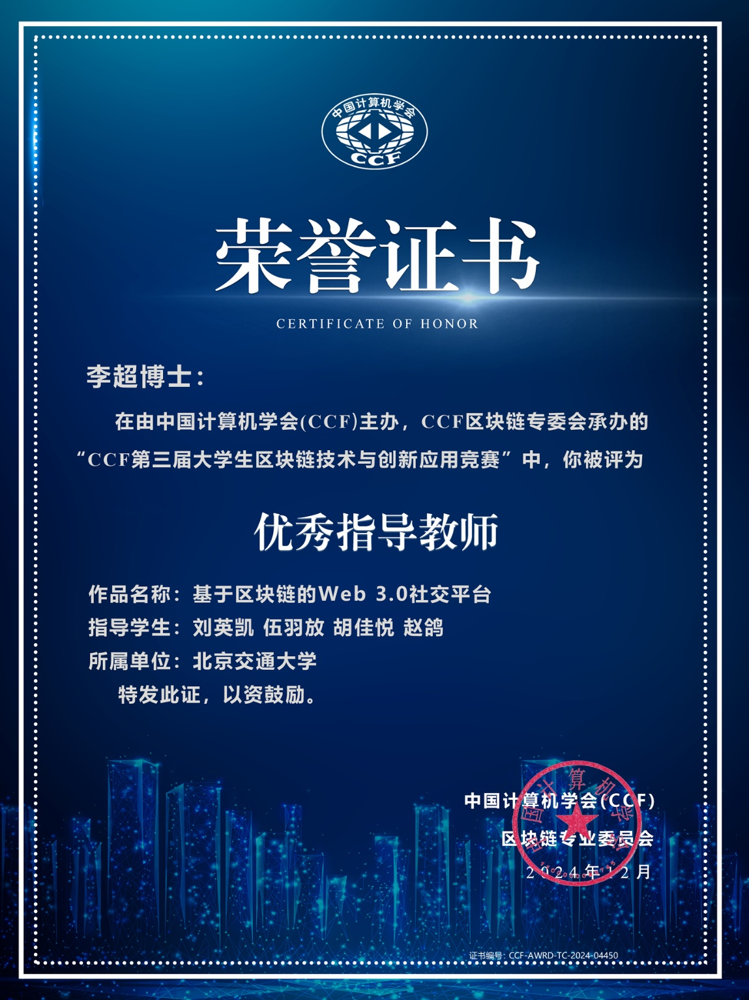 中国计算机学会
CCF
荣誉证书
CERTIFICATE OF HONOR
李超博士：
在由中国计算机学会(CCF)主办，CCF区块链专委会承办的
“CCF第三届大学生区块链技术与创新应用竞赛”中，你被评为
优秀指导教师
作品名称：基于区块链的Web 3.0社交平台
指导学生：刘英凯 伍羽放 胡佳悦 赵鸽
所属单位：北京交通大学
特发此证，以资鼓励。
中国计算机学会
中国计算机学会(CCF)
区块链专业委员会
2024年12月
证书编号：CCF-AWRD-TC-2024-04450